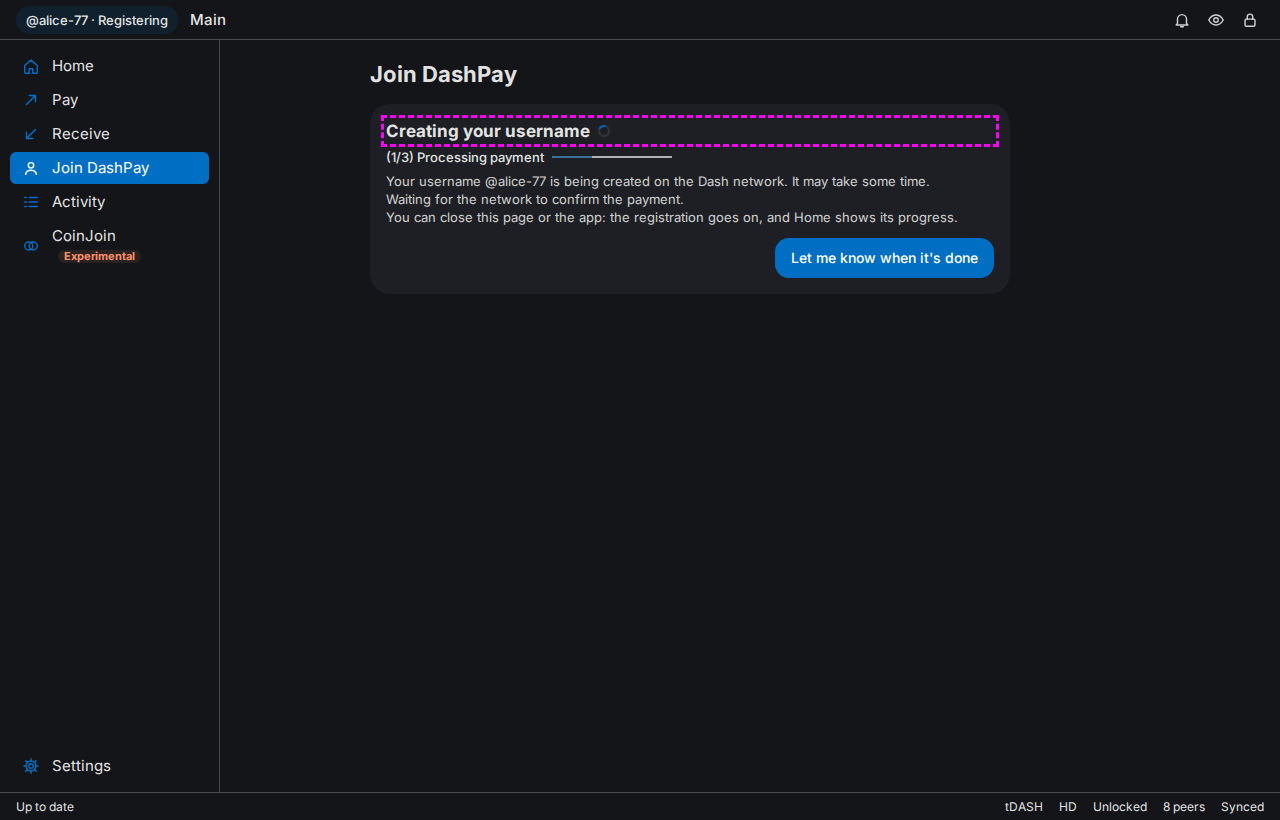 @alice-77 · Registering
Main
Home
Pay
Receive
Join DashPay
Activity
CoinJoin
Experimental
Settings
Join DashPay
Creating your username
(1/3) Processing payment
Your username @alice-77 is being created on the Dash network. It may take some time.
Waiting for the network to confirm the payment.
You can close this page or the app: the registration goes on, and Home shows its progress.
Let me know when it's done
Up to date
tDASH
HD
Unlocked
8 peers
Synced